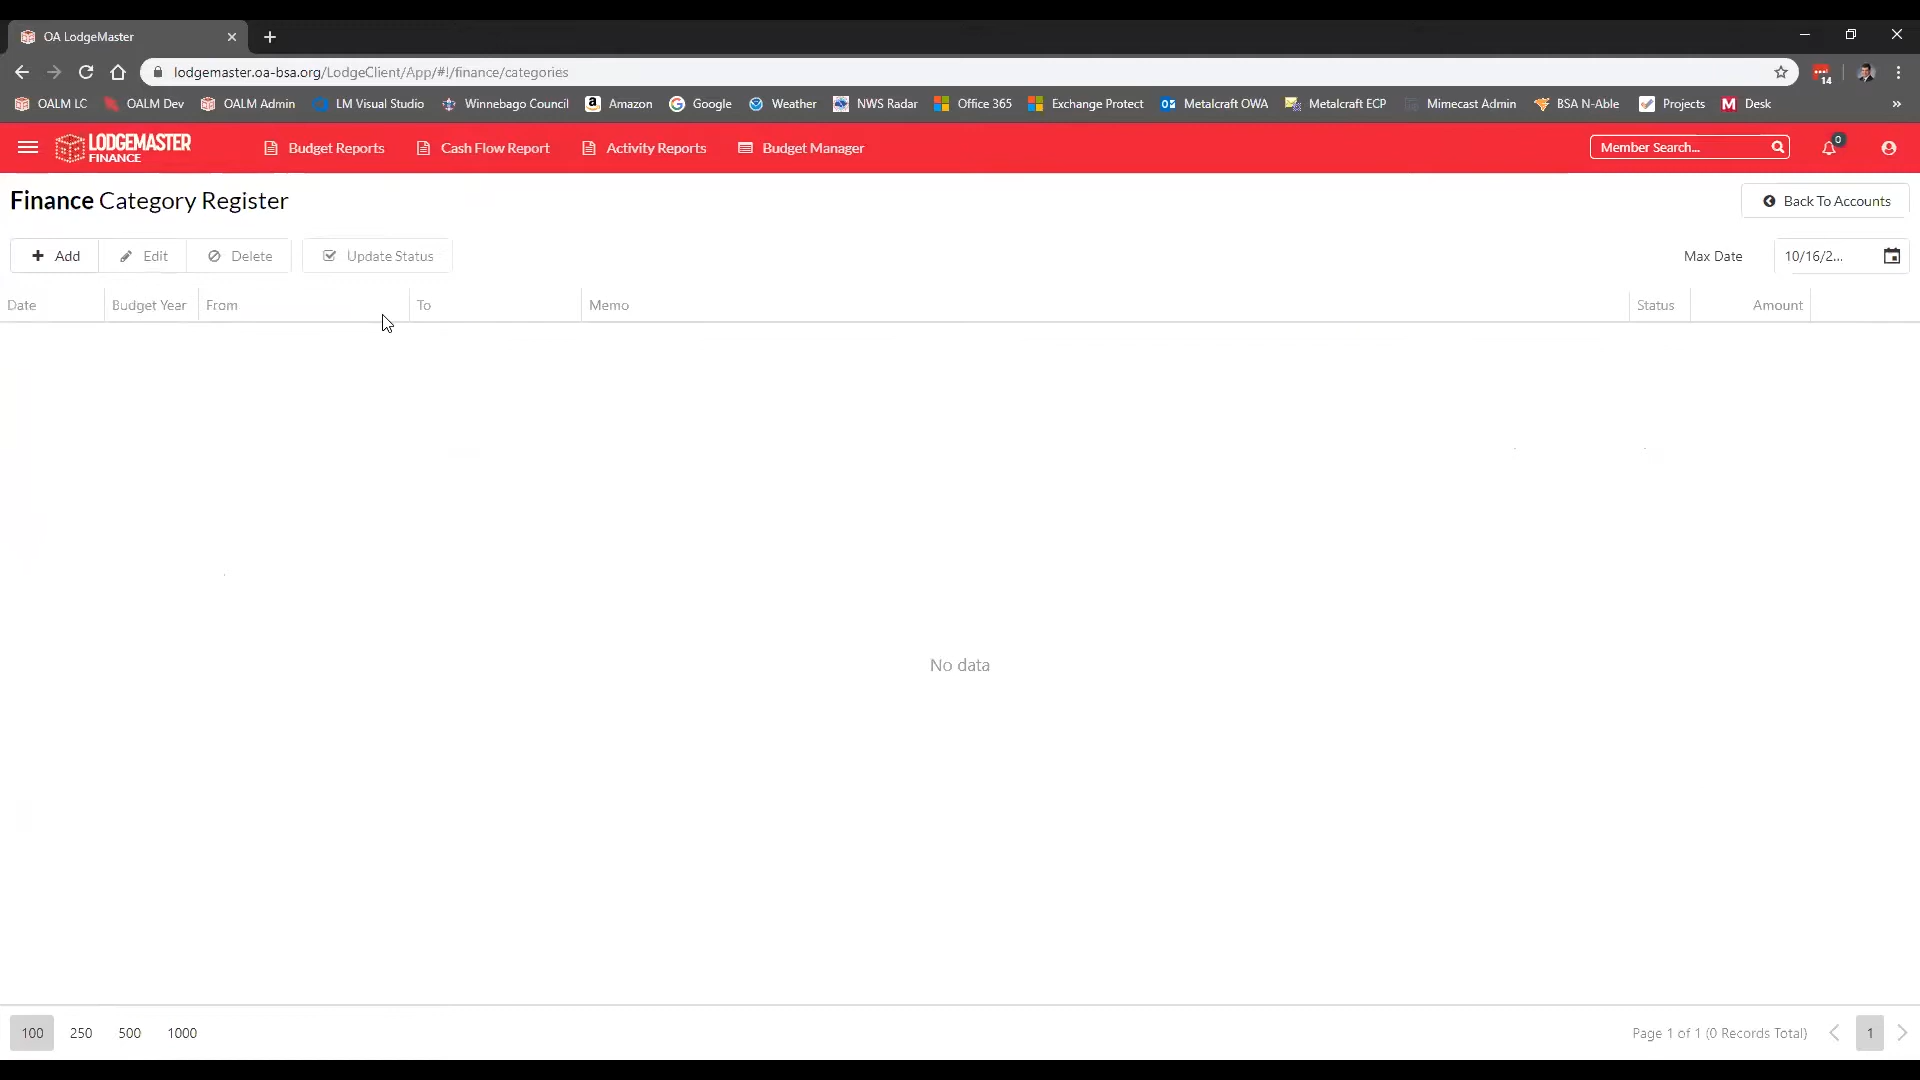 OA LodgeMaster
lodgemaster.oa-bsa.org/LodgeClient/App/#!/finance/categories
14
OALM LC OALM Dev OALM Admin LM Visual Studio Winnebago Council Amazon Google Weather NWS Radar Office 365 Exchange Protect Metalcraft OWA Metalcraft ECP Mimecast Admin BSA N-Able Projects Desk
LODGEMASTER
FINANCE
Budget Reports Cash Flow Report Activity Reports Budget Manager Member Search... 0
Finance Category Register Back To Accounts
Add Edit Delete Update Status Max Date 10/16/2...
Date Budget Year From To Memo Status Amount
No data
100 250 500 1000 Page 1 of 1 (0 Records Total) 1